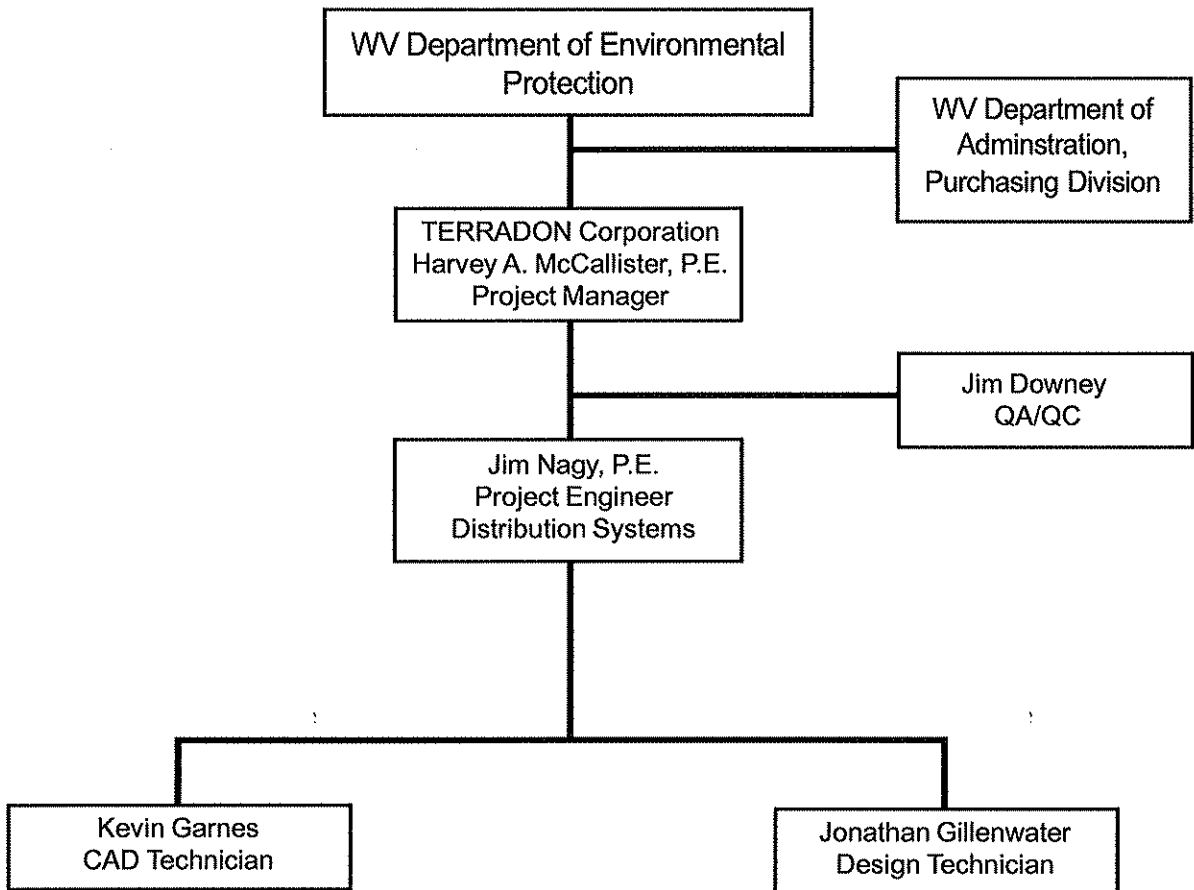 WV Department of Environmental
Protection
WV Department of
Adminstration,
Purchasing Division
TERRADON Corporation
Harvey A. McCallister, P.E.
Project Manager
Jim Downey
QA/QC
Jim Nagy, P.E.
Project Engineer
Distribution Systems
Kevin Garnes
CAD Technician
Jonathan Gillenwater
Design Technician